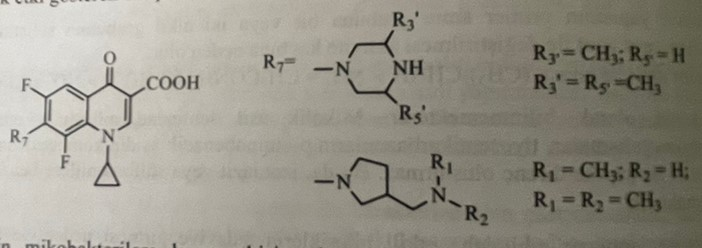 R₃'
R₇= N NH R₃' = CH₃; R₅' = H
R₃' = R₅' = CH₃
R₅'
O
F COOH
R₇ N
F
R₁ R₁ = CH₃; R₂ = H;
N N R₁ = R₂ = CH₃
R₂